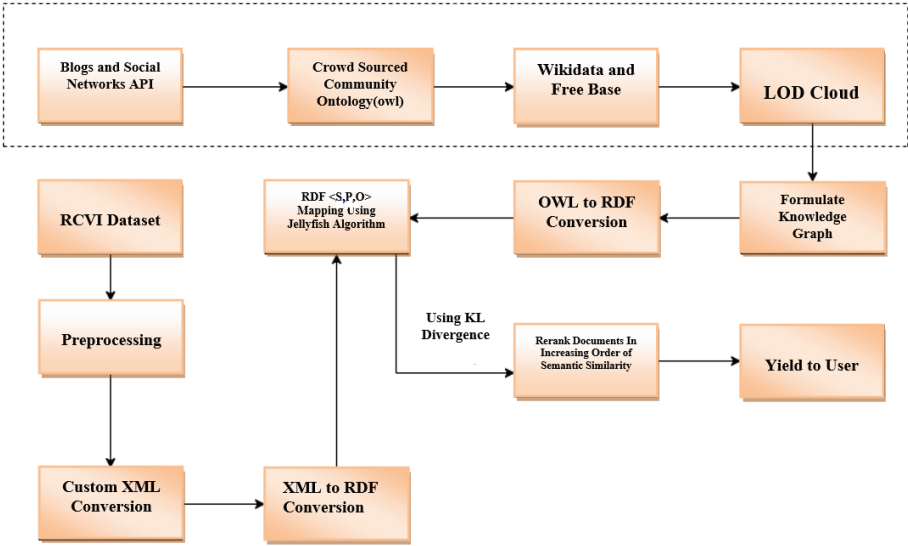 Blogs and Social
Networks API
Crowd Sourced
Community
Ontology(owl)
Wikidata and
Free Base
LOD Cloud
RCVI Dataset
RDF <S,P,O>
Mapping Using
Jellyfish Algorithm
OWL to RDF
Conversion
Formulate
Knowledge
Graph
Preprocessing
Using KL
Divergence
Rerank Documents In
Increasing Order of
Semantic Similarity
Yield to User
Custom XML
Conversion
XML to RDF
Conversion